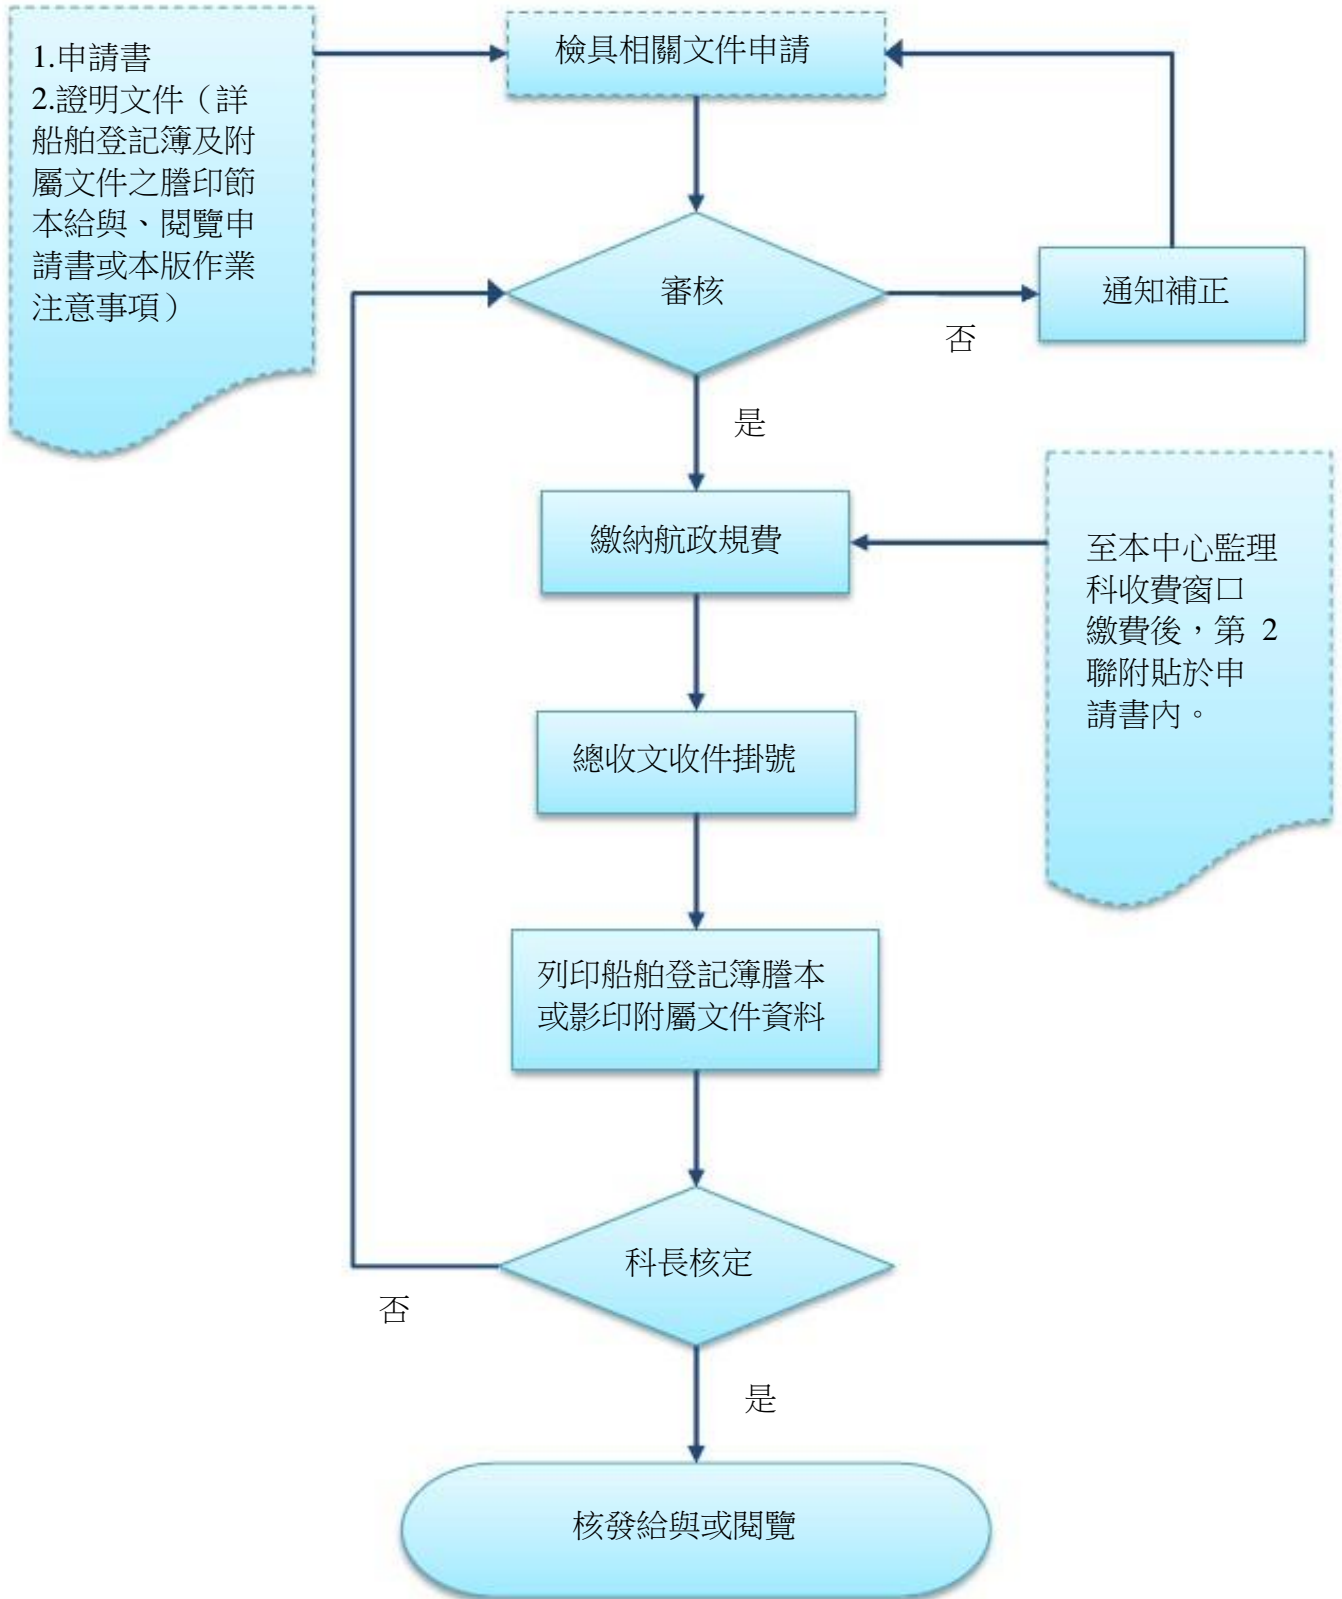 1.申請書
2.證明文件（詳
船舶登記簿及附
屬文件之謄印節
本給與、閱覽申
請書或本版作業
注意事項）
檢具相關文件申請
審核
否
通知補正
是
繳納航政規費
至本中心監理
科收費窗口
繳費後，第 2
聯附貼於申
請書內。
總收文收件掛號
列印船舶登記簿謄本
或影印附屬文件資料
科長核定
否
是
核發給與或閱覽